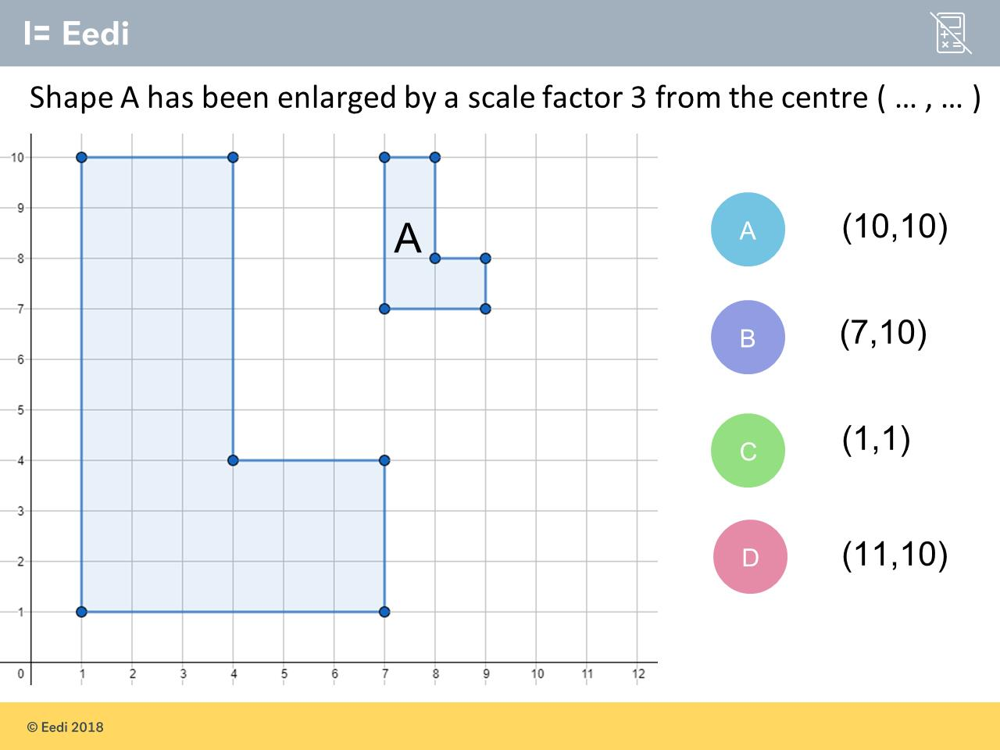 Eedi
Shape A has been enlarged by a scale factor 3 from the centre ( … , … )
10
9
8
7
6
5
4
3
2
1
0 1 2 3 4 5 6 7 8 9 10 11 12
A
A (10,10)
B (7,10)
C (1,1)
D (11,10)
© Eedi 2018